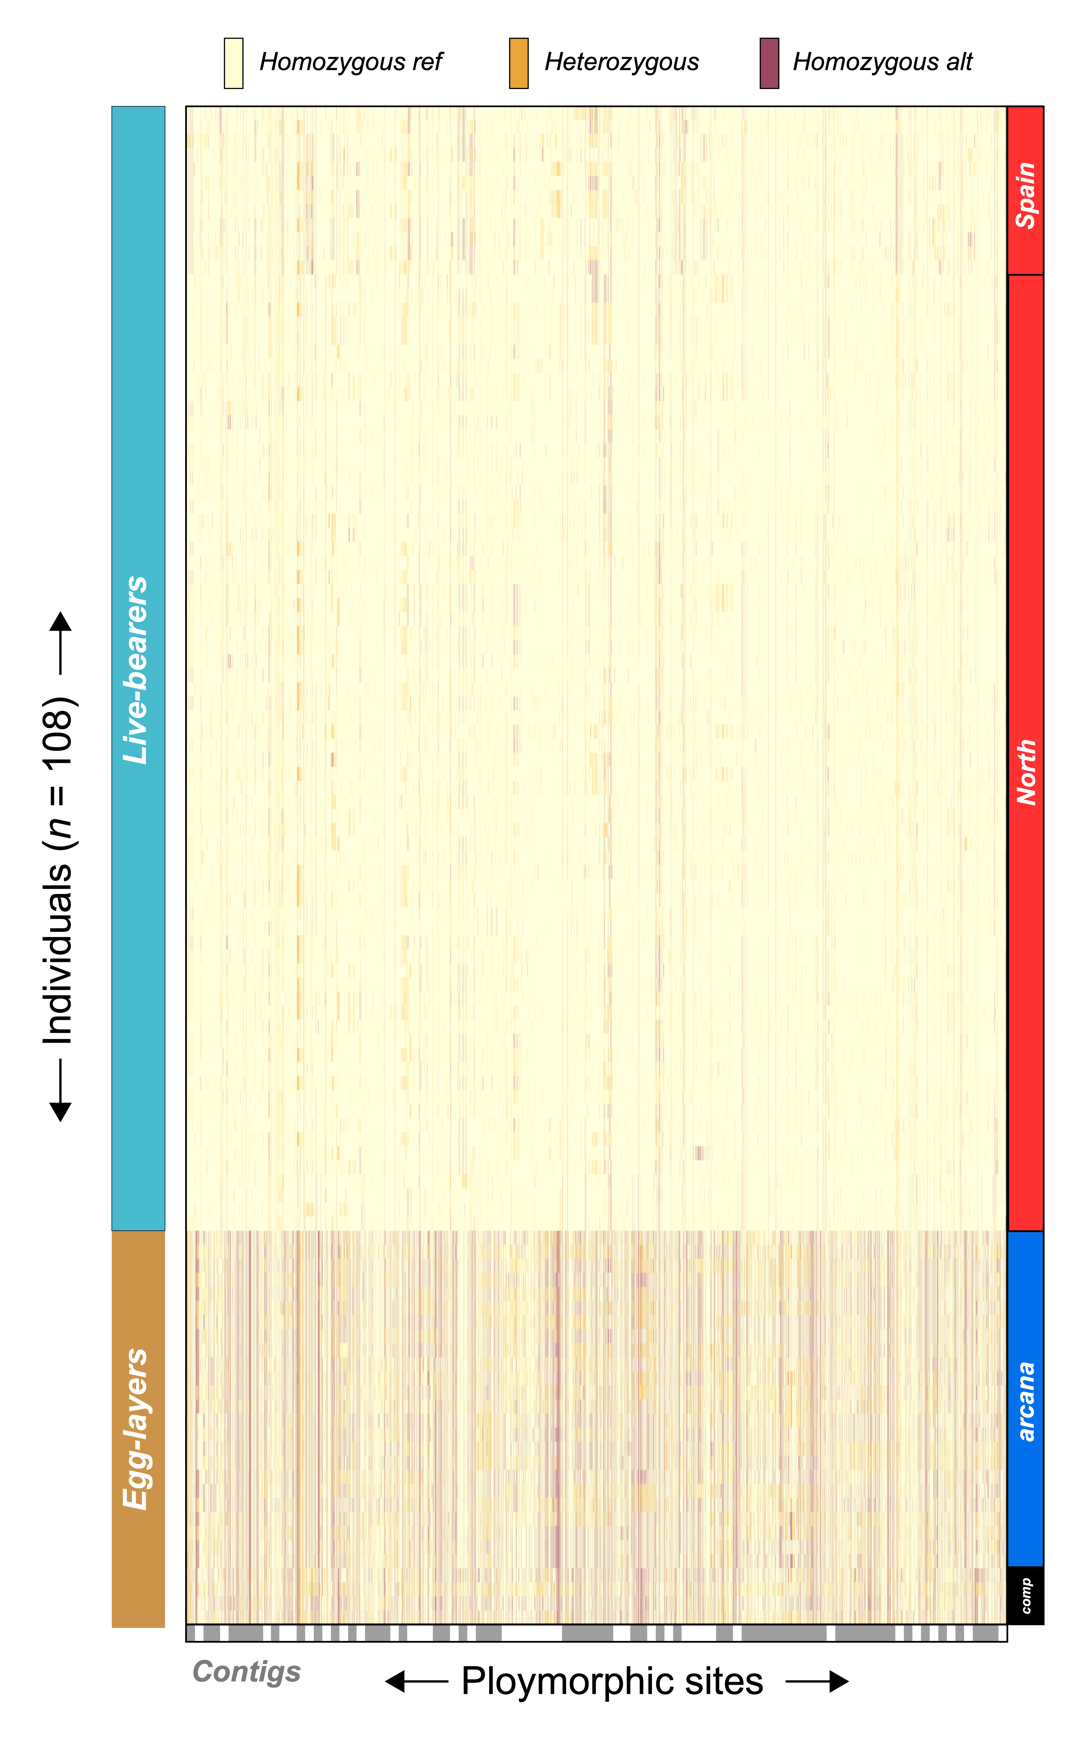 Homozygous ref
Heterozygous
Homozygous alt
Live-bearers
Egg-layers
Individuals (n = 108)
Spain
North
arcana
comp
Contigs
Ploymorphic sites